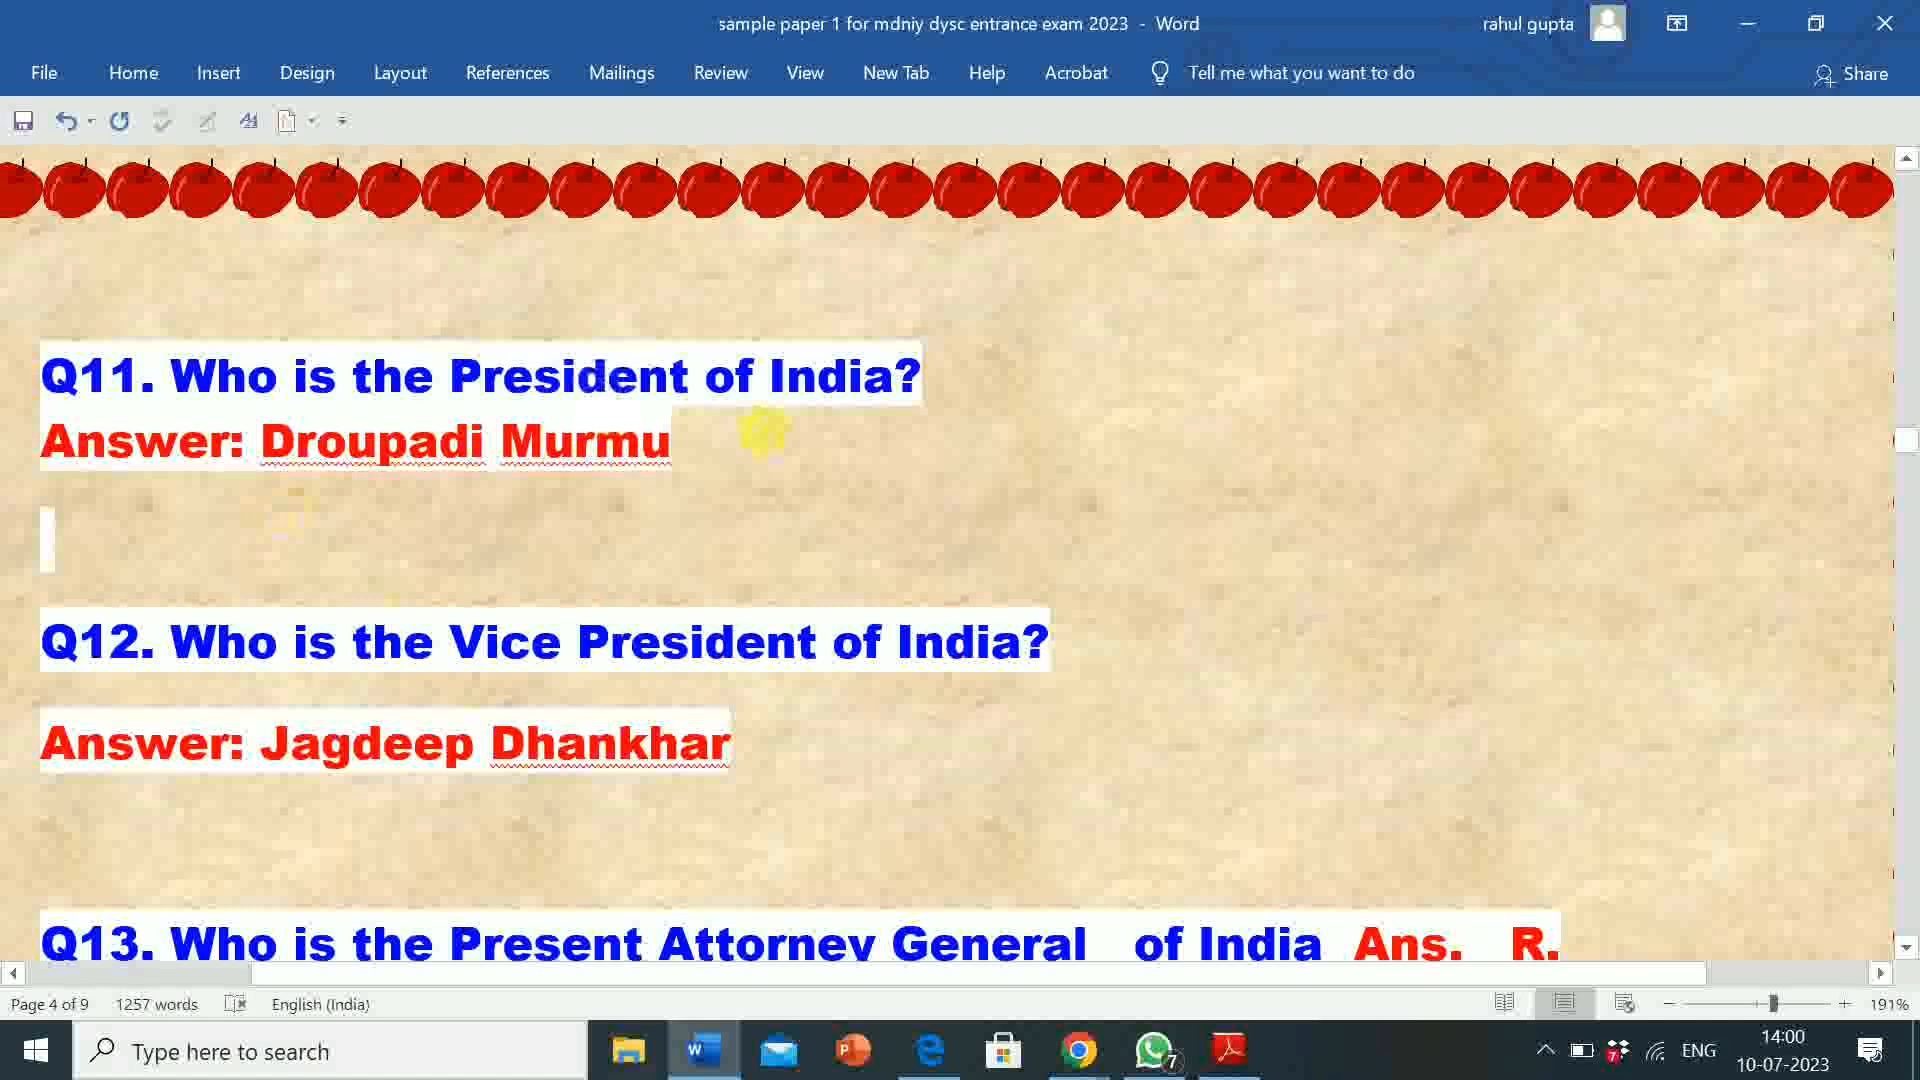 sample paper 1 for mdniy dysc entrance exam 2023 - Word
rahul gupta
File Home Insert Design Layout References Mailings Review View New Tab Help Acrobat Tell me what you want to do Share
Q11. Who is the President of India?
Answer: Droupadi Murmu
Q12. Who is the Vice President of India?
Answer: Jagdeep Dhankhar
Q13. Who is the Present Attorney General of India Ans. R.
Page 4 of 9 1257 words English (India) 191%
Type here to search
7
7
ENG
14:00
10-07-2023